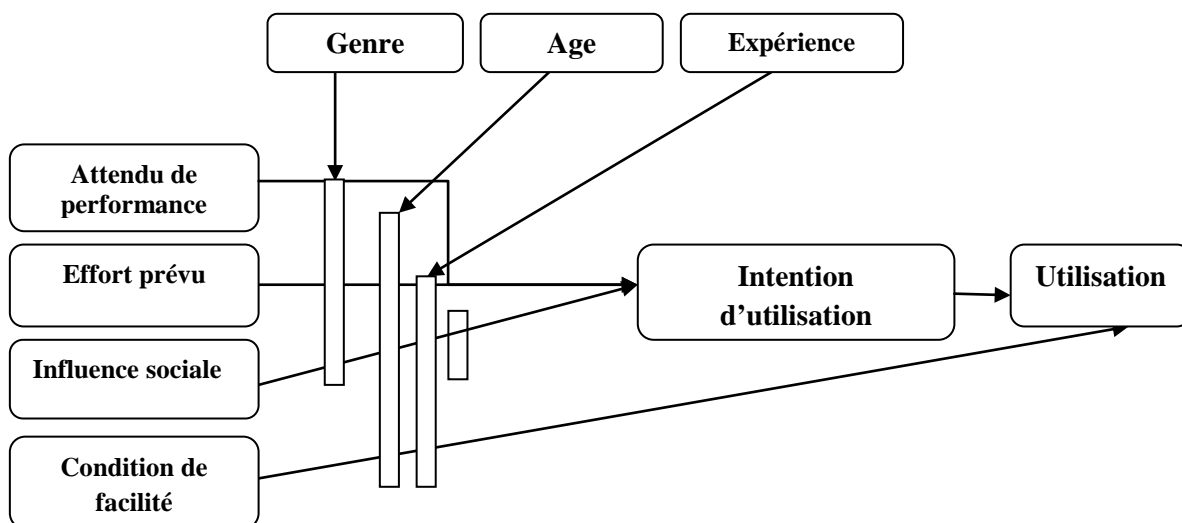 Genre
Age
Expérience
Attendu de
performance
Effort prévu
Influence sociale
Condition de
facilité
Intention
d’utilisation
Utilisation